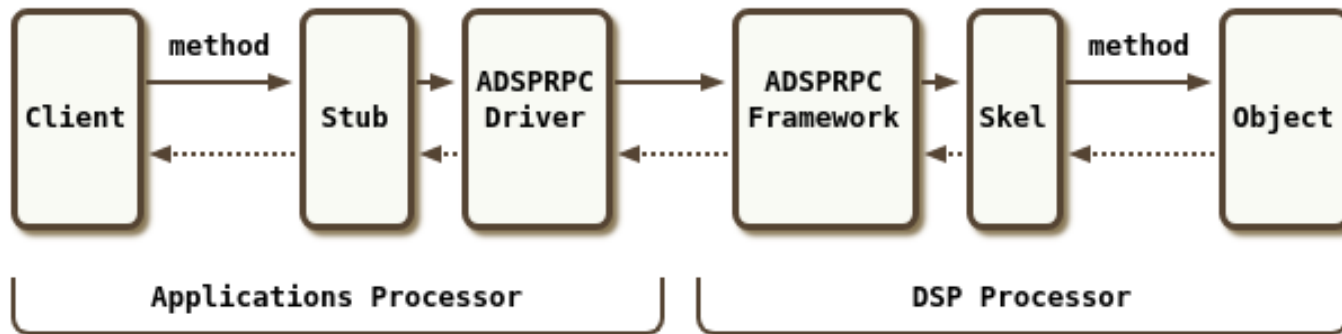 method
method
ADSPRPC
ADSPRPC
Client
Stub
Driver
Framework
Skel
Object
Applications Processor
DSP Processor